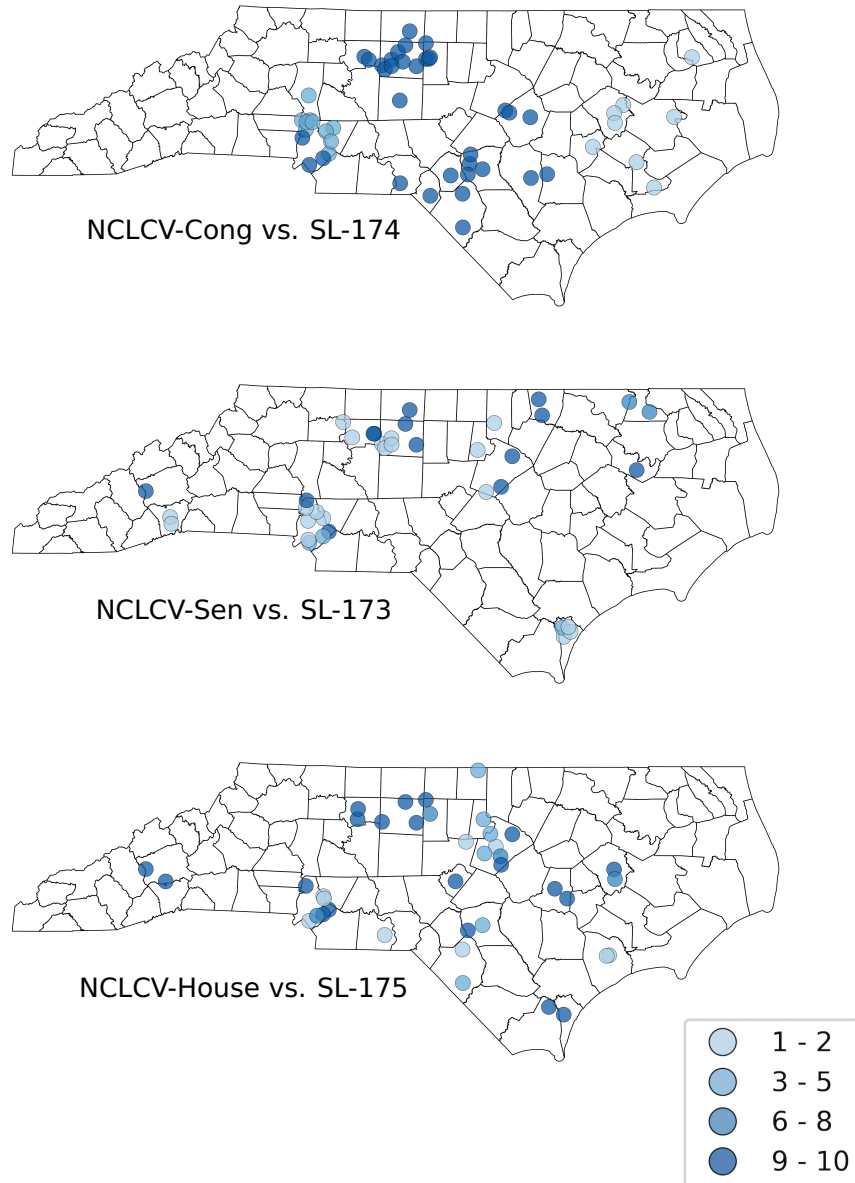 NCLCV-Cong vs. SL-174
NCLCV-Sen vs. SL-173
NCLCV-House vs. SL-175
1 - 2
3 - 5
6 - 8
9 - 10